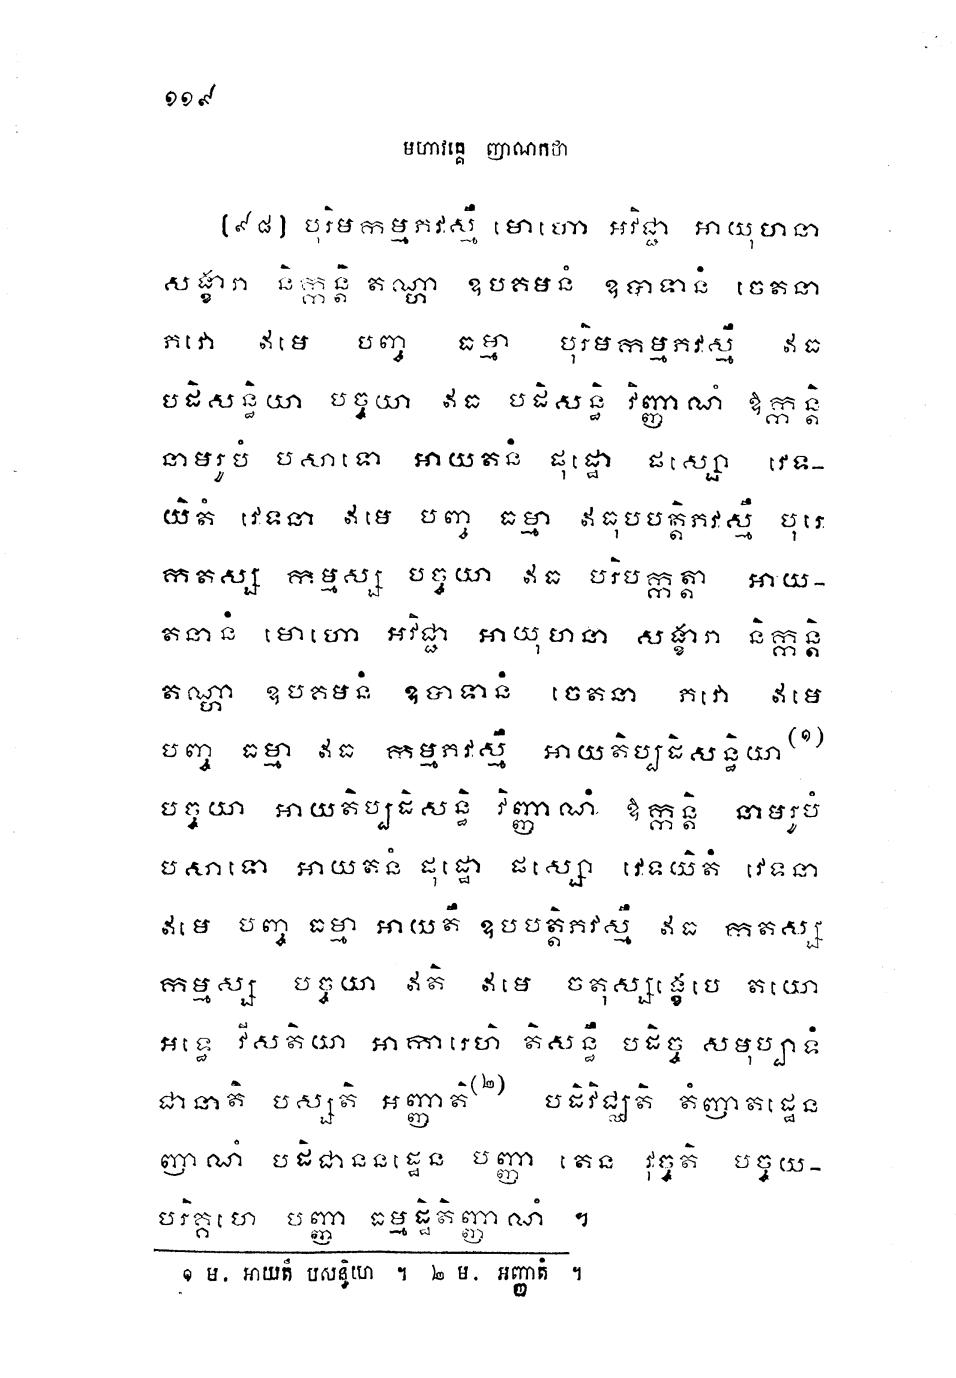 ១១៩
មហាវគ្គេ ញាណកថា
(៩៨) បុរិមកម្មភវស្មឹ មោហោ អវិជ្ជា អាយុហនា
សង្ខារា និក្កន្តិ តណ្ហា ឧបគមនំ ឧបាទានំ ចេតនា
ភវោ ឥមេ បញ្ច ធម្មា បុរិមកម្មភវស្មឹ ឥធ
បដិសន្ធិយា បច្ចយា ឥធ បដិសន្ធិ វិញ្ញាណំ ឱក្កន្តិ
នាមរូបំ បសាទោ អាយតនំ ផុដ្ឋោ ផស្សោ វេទ-
យិតំ វេទនា ឥមេ បញ្ច ធម្មា ឥធុបបត្តិភវស្មឹ បុរេ
កតស្ស កម្មស្ស បច្ចយា ឥធ បរិបក្កត្តា អាយ-
តនានំ មោហោ អវិជ្ជា អាយុហនា សង្ខារា និក្កន្តិ
តណ្ហា ឧបគមនំ ឧបាទានំ ចេតនា ភវោ ឥមេ
បញ្ច ធម្មា ឥធ កម្មភវស្មឹ អាយតិប្បដិសន្ធិយា(១)
បច្ចយា អាយតិប្បដិសន្ធិ វិញ្ញាណំ ឱក្កន្តិ នាមរូបំ
បសាទោ អាយតនំ ផុដ្ឋោ ផស្សោ វេទយិតំ វេទនា
ឥមេ បញ្ច ធម្មា អាយតឹ ឧបបត្តិភវស្មឹ ឥធ កតស្ស
កម្មស្ស បច្ចយា ឥតិ ឥមេ ចតុស្សង្ខេបេ តយោ
អទ្ធេ វីសតិយា អាការេហិ តិសន្ធឹ បដិច្ច សមុប្បាទំ
ជានាតិ បស្សតិ អញ្ញាតិ(២) បដិវិជ្ឈតិ តំញាតដ្ឋេន
ញាណំ បដិជាននដ្ឋេន បញ្ញា តេន វុច្ចតិ បច្ចយ-
បរិគ្គហេ បញ្ញា ធម្មដ្ឋិតិញ្ញាណំ ។
១ ម. អាយតឹ បសន្ធិយា ។ ២ ម. អញ្ញាតំ ។